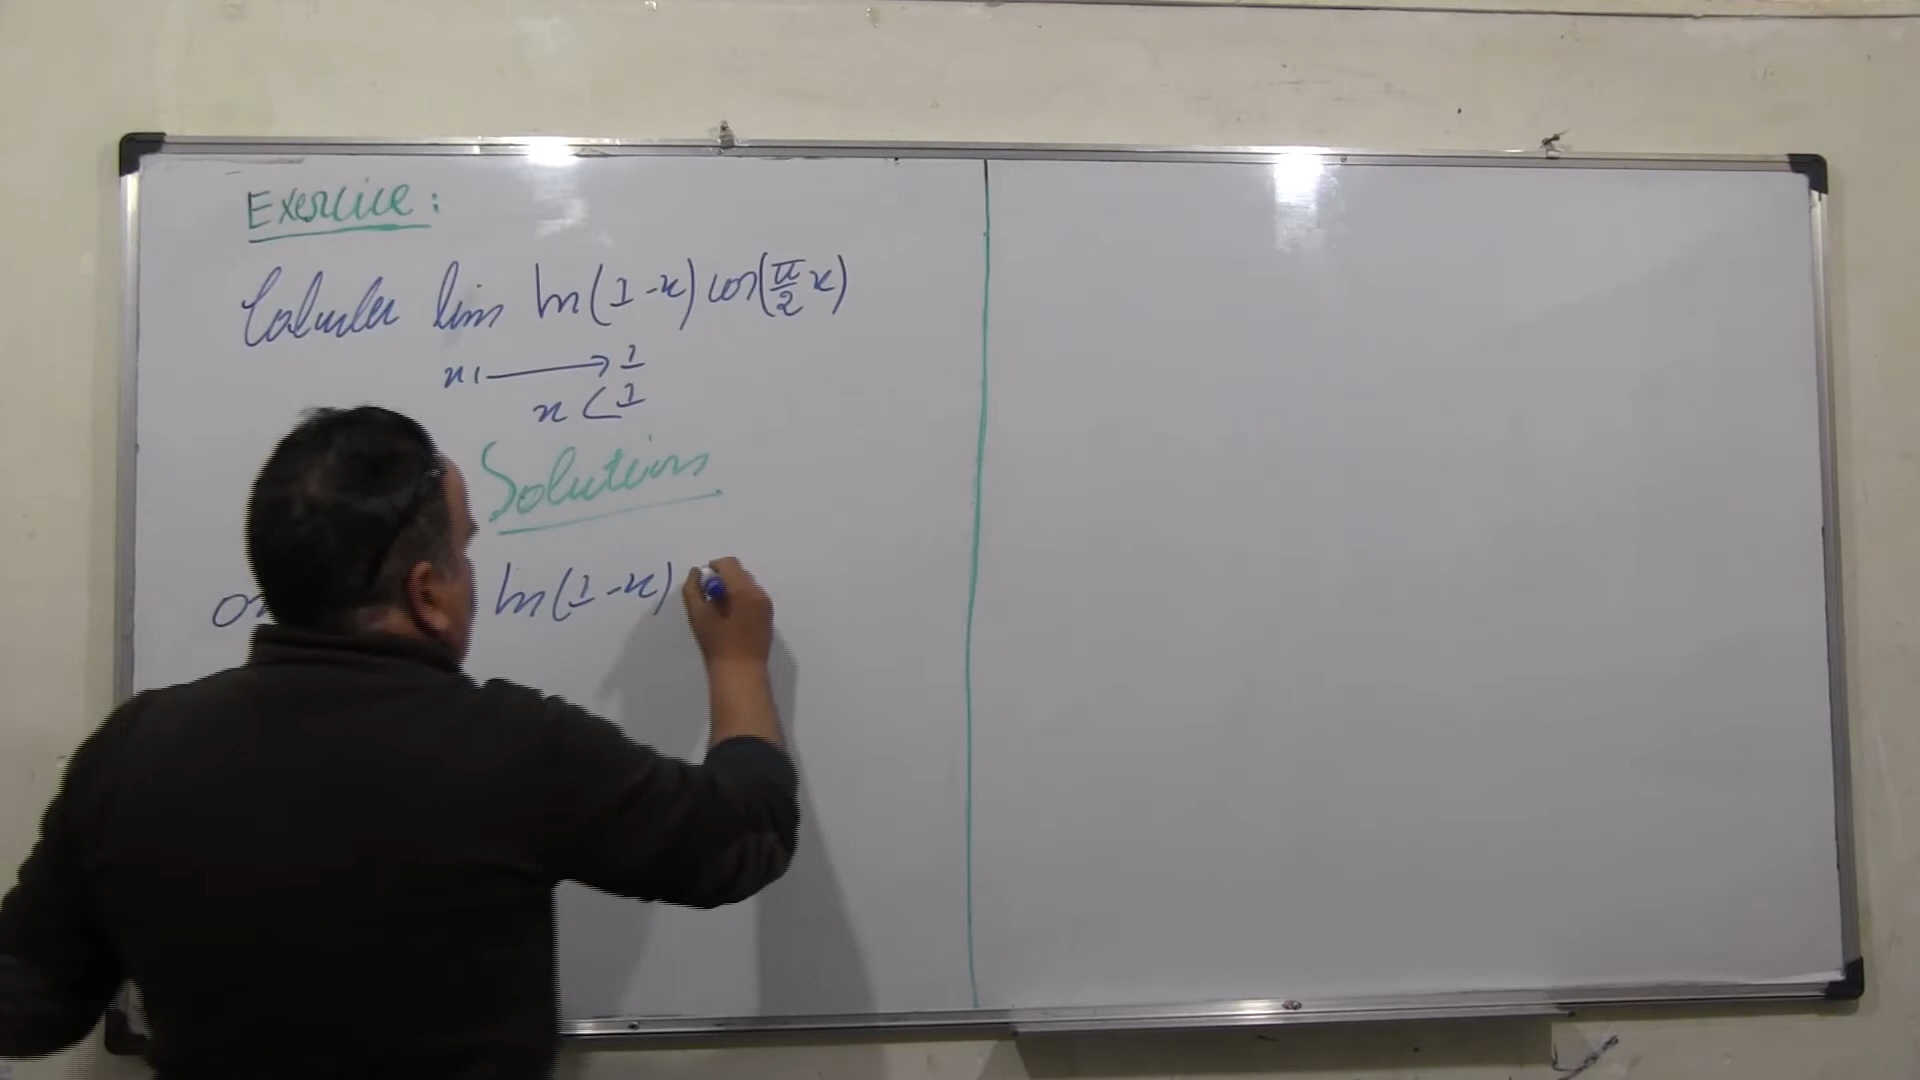 Exercice :
Calculer lim ln(1-x) cos(π/2 x)
x ⟼ 1
x < 1
Solution
ln(1-x)